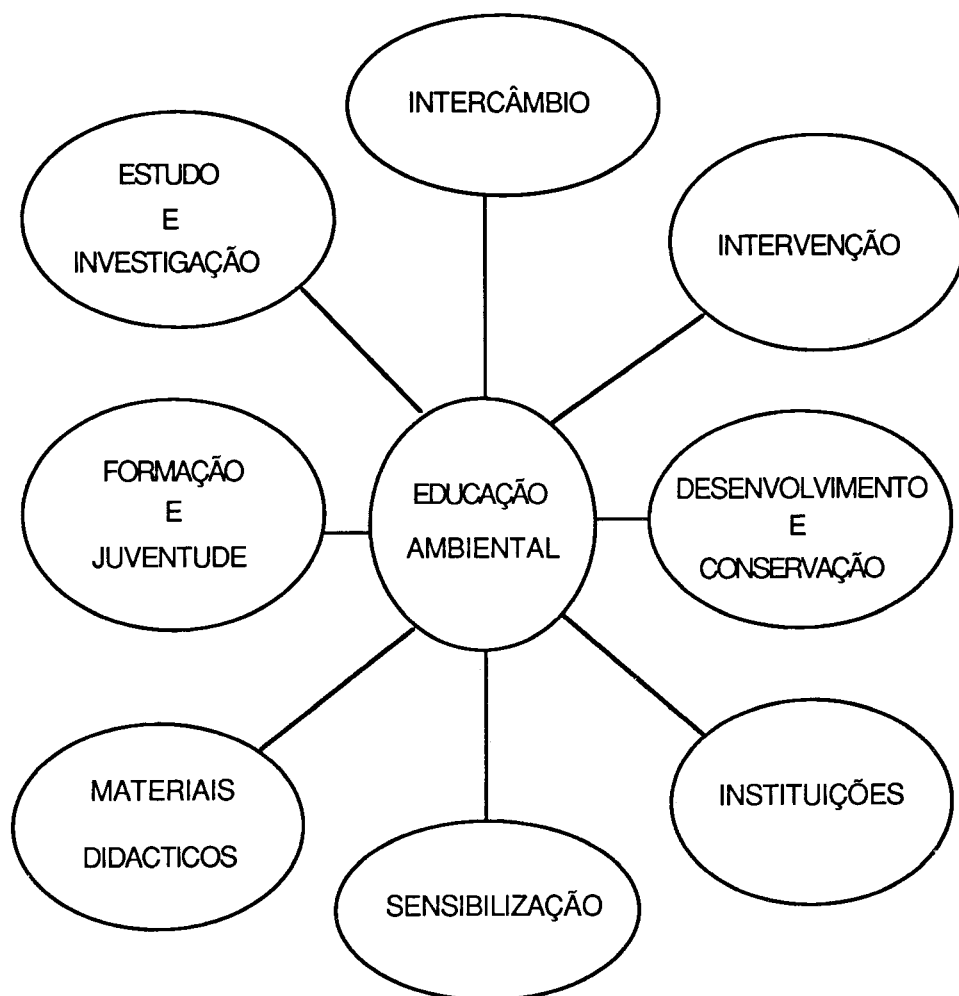 INTERCÂMBIO
ESTUDO
E
INVESTIGAÇÃO
INTERVENÇÃO
FORMAÇÃO
E
JUVENTUDE
EDUCAÇÃO
AMBIENTAL
DESENVOLVIMENTO
E
CONSERVAÇÃO
MATERIAIS
DIDACTICOS
INSTITUIÇÕES
SENSIBILIZAÇÃO